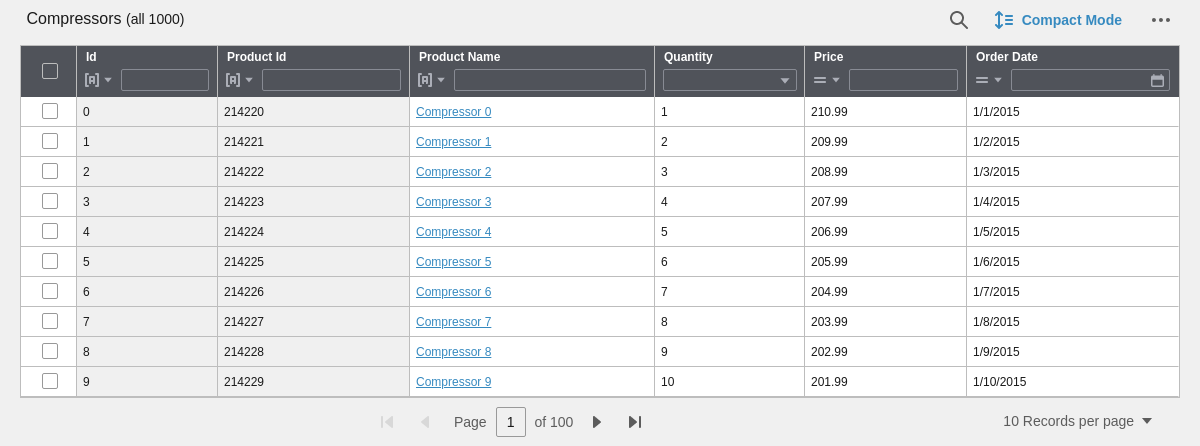 Compressors (all 1000)
Compact Mode
Id Product Id Product Name Quantity Price Order Date
0 214220 Compressor 0 1 210.99 1/1/2015
1 214221 Compressor 1 2 209.99 1/2/2015
2 214222 Compressor 2 3 208.99 1/3/2015
3 214223 Compressor 3 4 207.99 1/4/2015
4 214224 Compressor 4 5 206.99 1/5/2015
5 214225 Compressor 5 6 205.99 1/6/2015
6 214226 Compressor 6 7 204.99 1/7/2015
7 214227 Compressor 7 8 203.99 1/8/2015
8 214228 Compressor 8 9 202.99 1/9/2015
9 214229 Compressor 9 10 201.99 1/10/2015
Page 1 of 100
10 Records per page